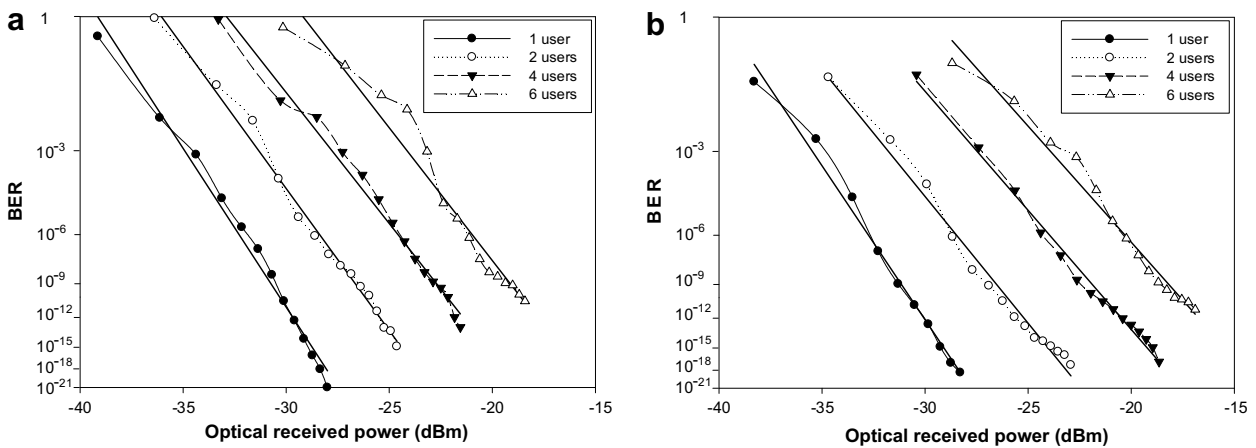 a
1
10-3
10-6
10-9
10-12
10-15
10-18
10-21
BER
-40
-35
-30
-25
-20
-15
Optical received power (dBm)
1 user
2 users
4 users
6 users
b
1
10-3
10-6
10-9
10-12
10-15
10-18
10-21
BER
-40
-35
-30
-25
-20
-15
Optical received power (dBm)
1 user
2 users
4 users
6 users